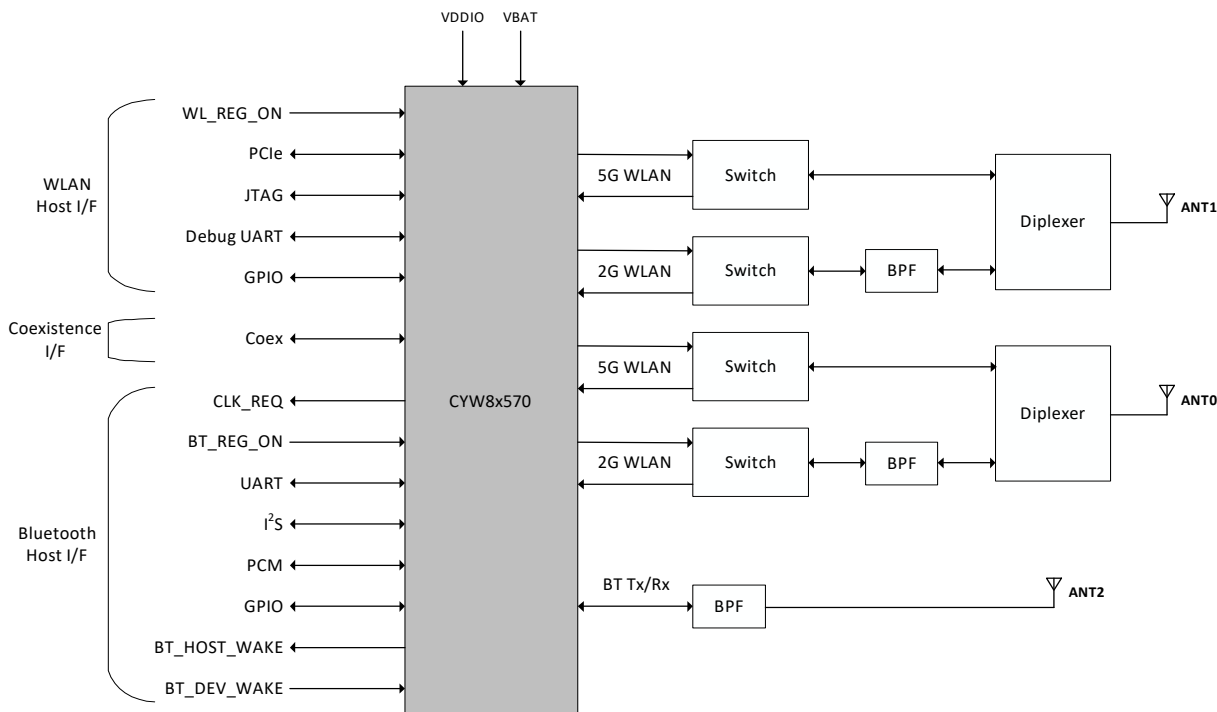 VDDIO VBAT
WL_REG_ON
PCIe
JTAG
Debug UART
GPIO
WLAN
Host I/F
Coexistence
I/F
Coex
CLK_REQ
BT_REG_ON
UART
I²S
PCM
GPIO
BT_HOST_WAKE
BT_DEV_WAKE
Bluetooth
Host I/F
CYW8x570
5G WLAN
Switch
2G WLAN
Switch
BPF
Diplexer
ANT1
5G WLAN
Switch
2G WLAN
Switch
BPF
Diplexer
ANT0
BT Tx/Rx
BPF
ANT2